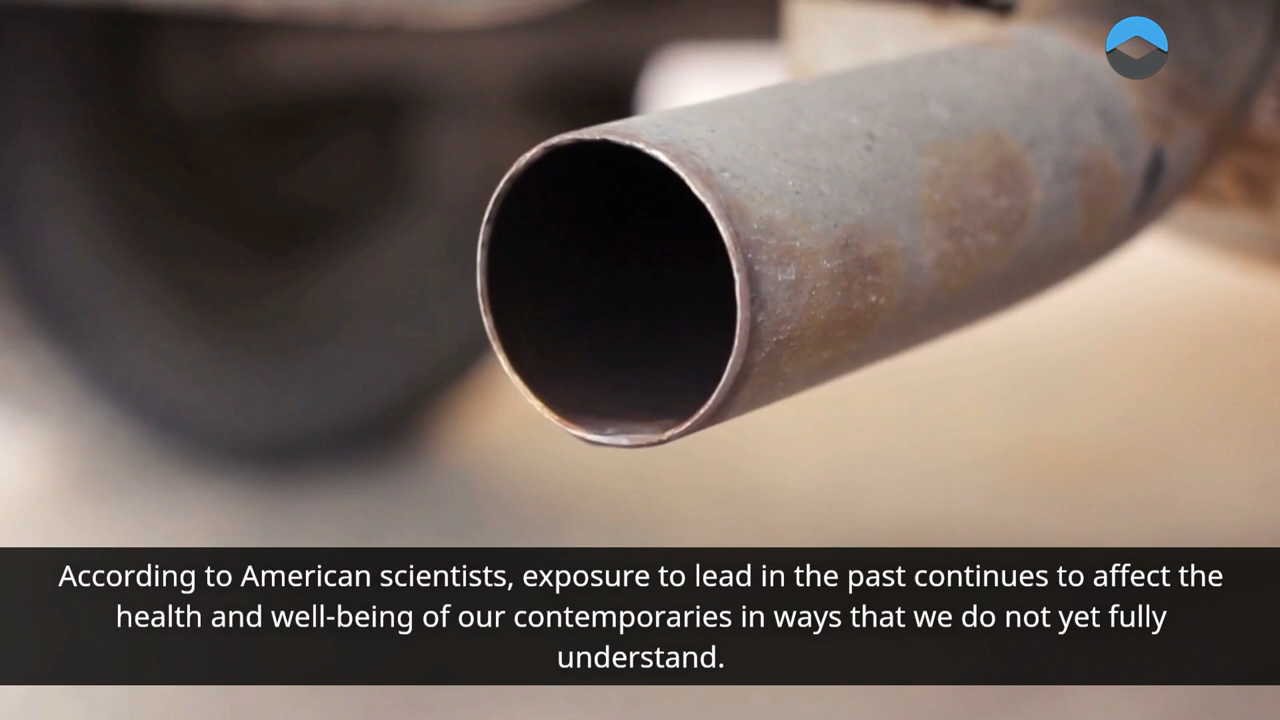 According to American scientists, exposure to lead in the past continues to affect the
health and well-being of our contemporaries in ways that we do not yet fully
understand.